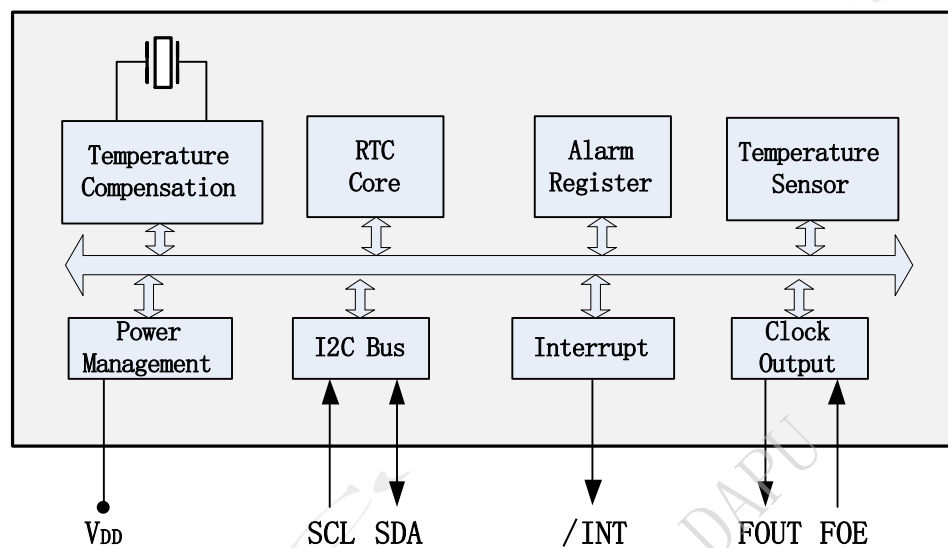 Temperature
Compensation
RTC
Core
Alarm
Register
Temperature
Sensor
Power
Management
I2C Bus
Interrupt
Clock
Output
VDD
SCL SDA
/INT
FOUT FOE
DAPU